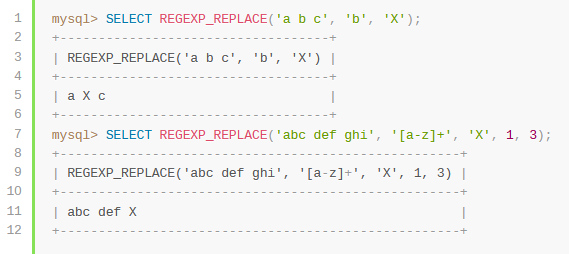 1 mysql> SELECT REGEXP_REPLACE('a b c', 'b', 'X');
2 +-----------------------------------+
3 | REGEXP_REPLACE('a b c', 'b', 'X') |
4 +-----------------------------------+
5 | a X c                             |
6 +-----------------------------------+
7 mysql> SELECT REGEXP_REPLACE('abc def ghi', '[a-z]+', 'X', 1, 3);
8 +----------------------------------------------------+
9 | REGEXP_REPLACE('abc def ghi', '[a-z]+', 'X', 1, 3) |
10 +----------------------------------------------------+
11 | abc def X                                          |
12 +----------------------------------------------------+